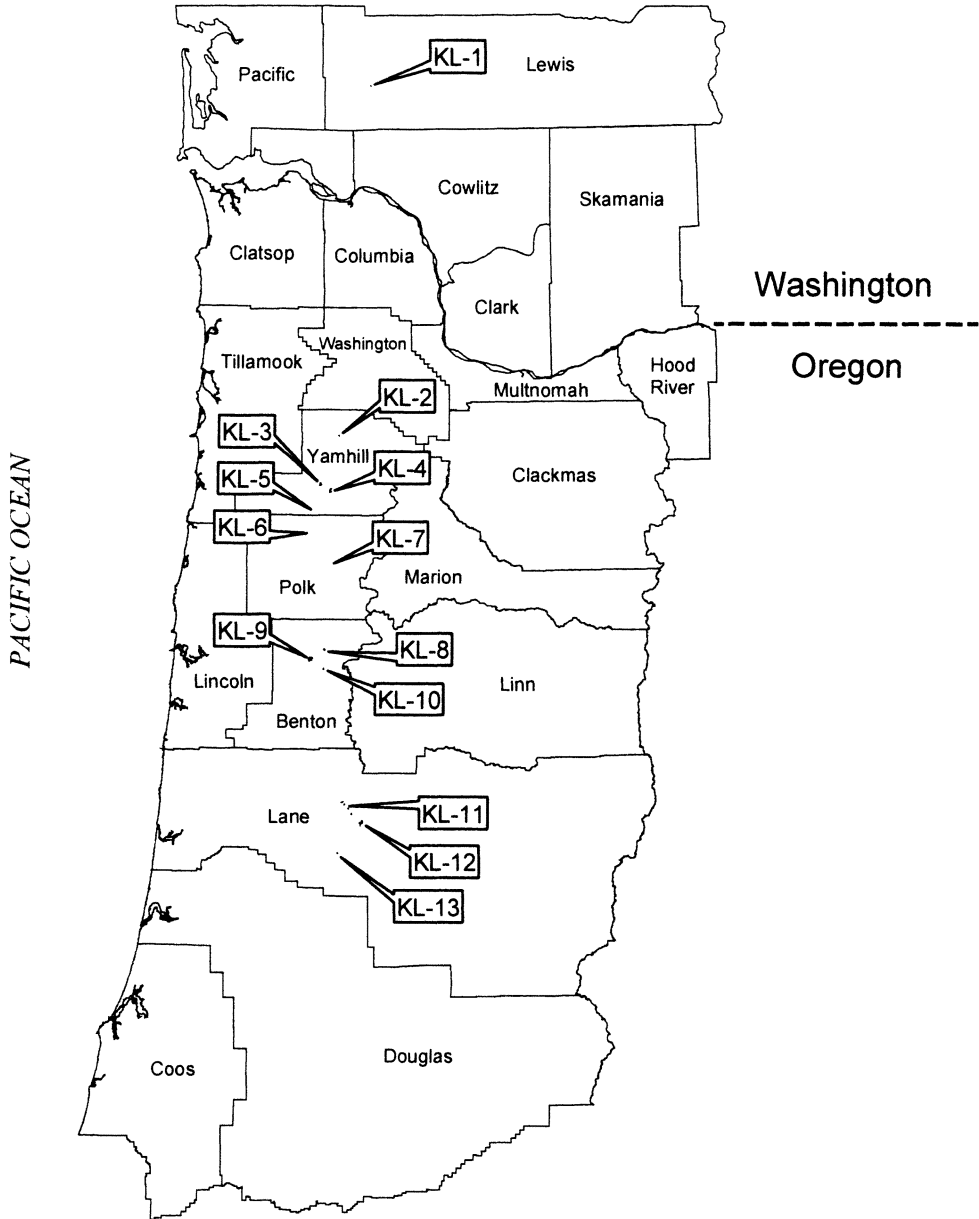 KL-1
Pacific
Lewis
Cowlitz
Skamania
Clatsop
Columbia
Clark
Washington
Washington
Tillamook
Oregon
Hood
River
Multnomah
KL-2
KL-3
Yamhill
KL-4
Clackmas
KL-5
KL-6
KL-7
PACIFIC OCEAN
Polk
Marion
KL-9
KL-8
Lincoln
Linn
KL-10
Benton
Lane
KL-11
KL-12
KL-13
Douglas
Coos